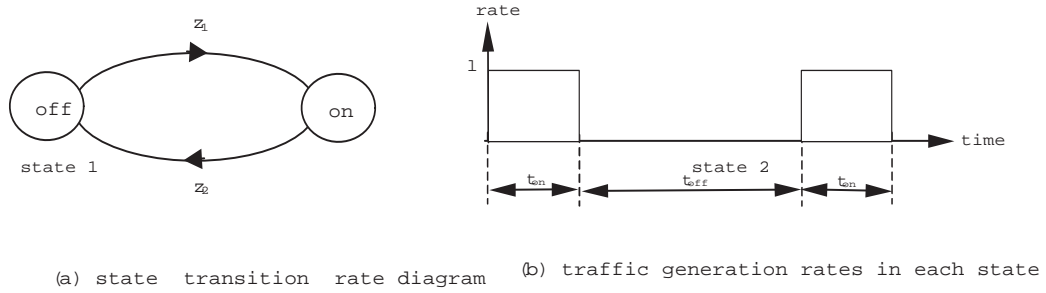 z1
off
on
state 1
z2
(a) state transition rate diagram
rate
1
time
state 2
ton
toff
ton
(b) traffic generation rates in each state